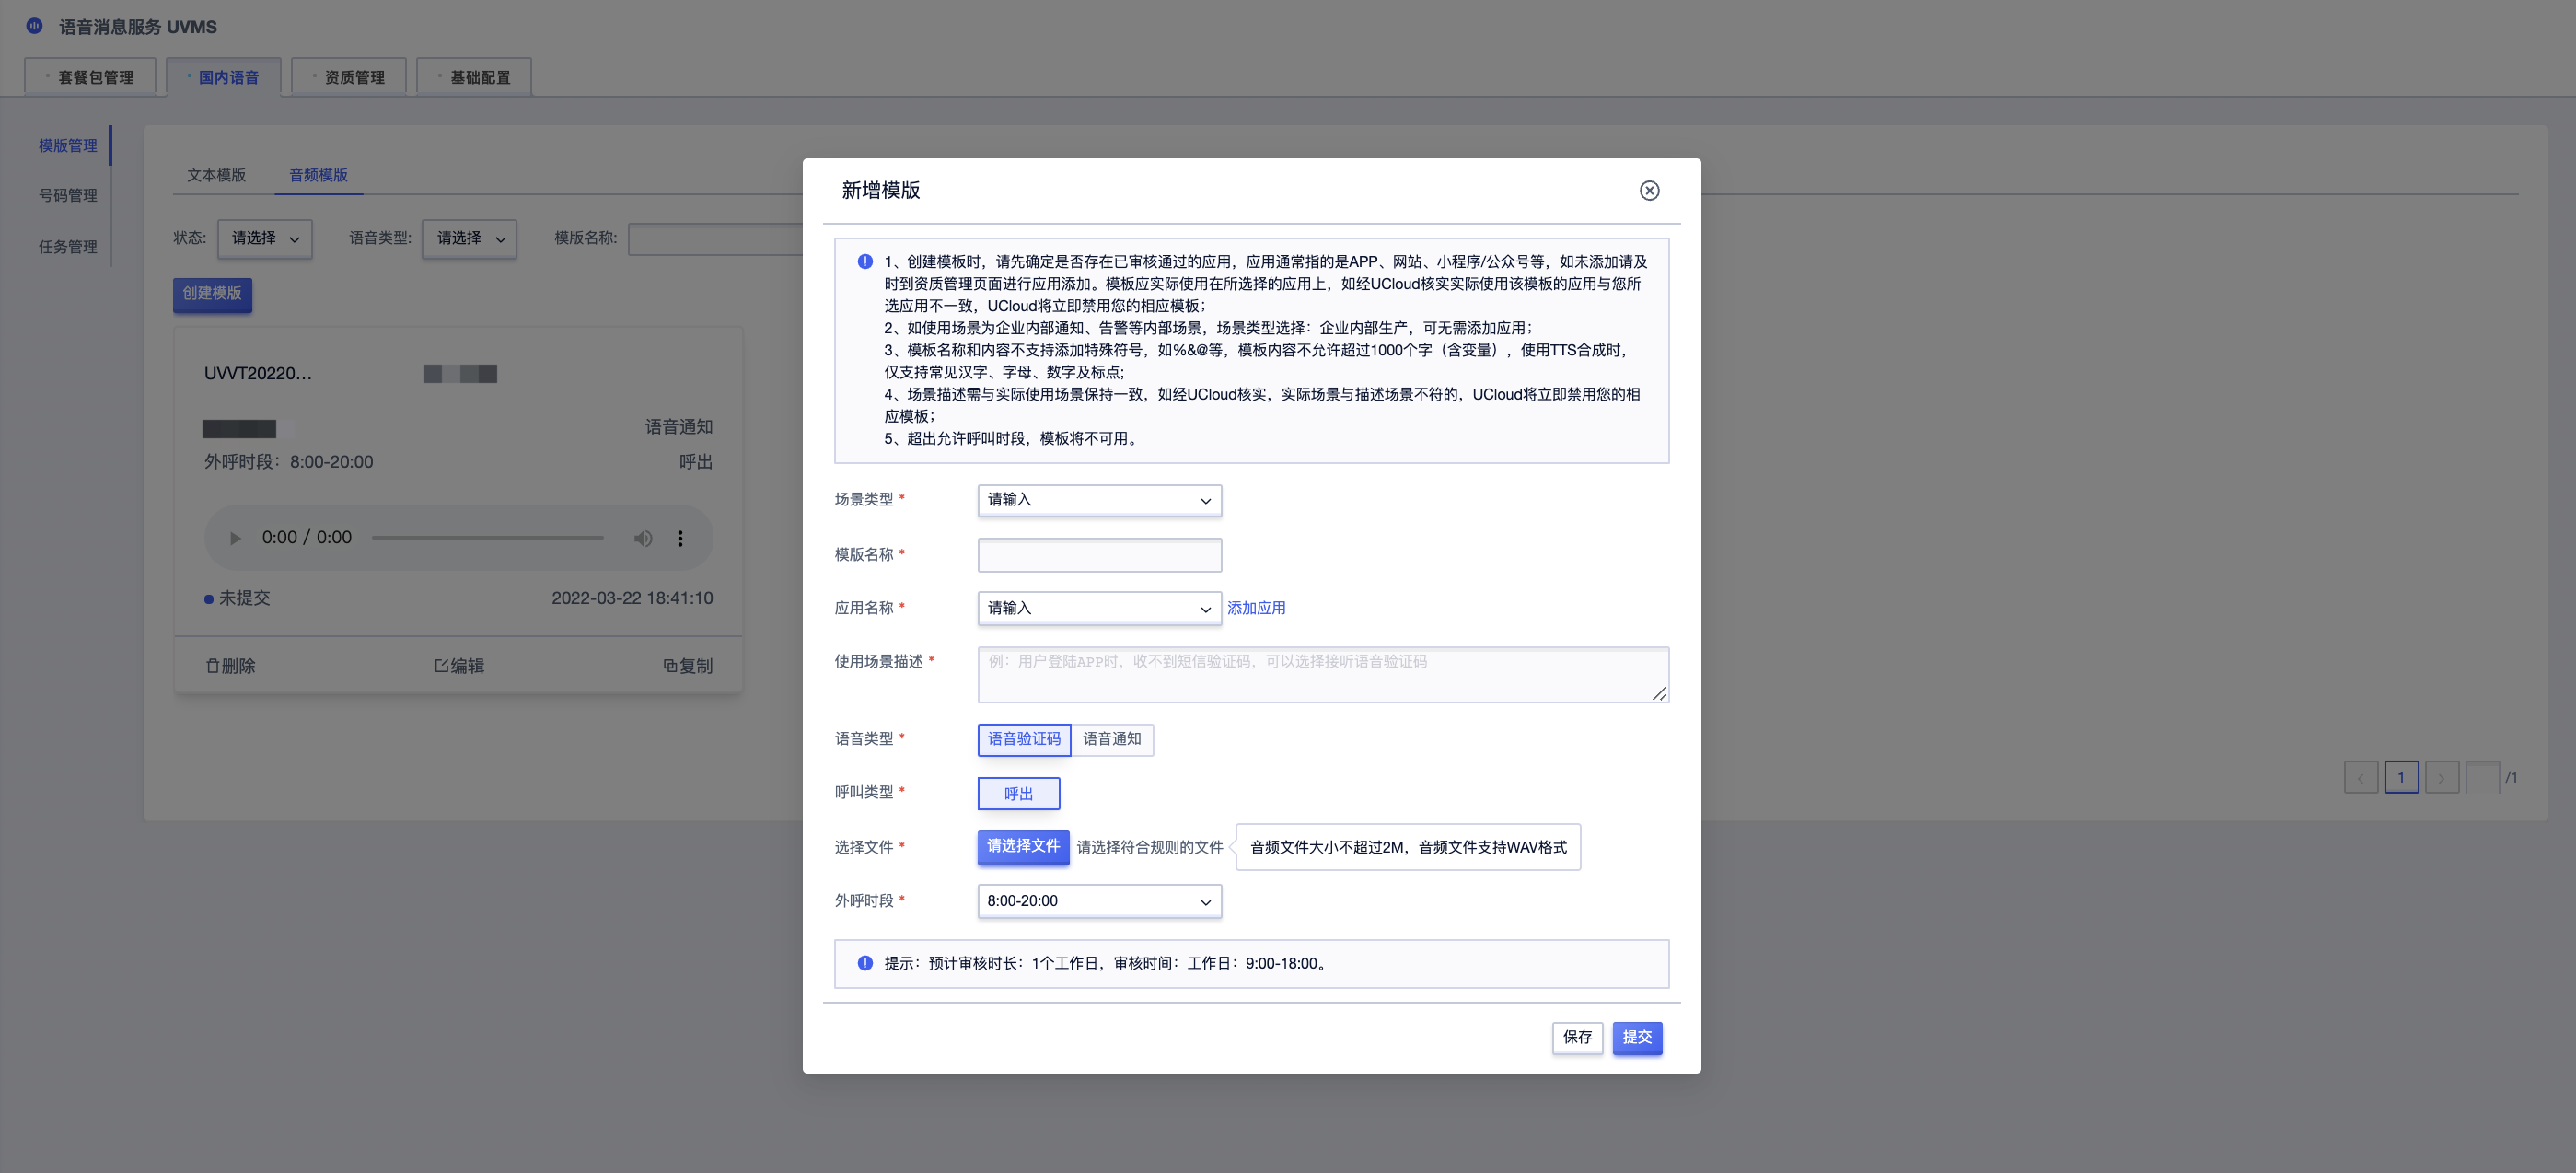 语音消息服务 UVMS
套餐包管理 国内语音 资质管理 基础配置
模版管理
号码管理
任务管理
文本模版 音频模版
状态: 请选择 语音类型: 请选择 模版名称:
创建模版
UVVT20220...
语音通知
外呼时段：8:00-20:00 呼出
0:00 / 0:00
未提交 2022-03-22 18:41:10
删除 编辑 复制
1 /1
新增模版
1、创建模板时，请先确定是否存在已审核通过的应用，应用通常指的是APP、网站、小程序/公众号等，如未添加请及
时到资质管理页面进行应用添加。模板应实际使用在所选择的应用上，如经UCloud核实实际使用该模板的应用与您所
选应用不一致，UCloud将立即禁用您的相应模板；
2、如使用场景为企业内部通知、告警等内部场景，场景类型选择：企业内部生产，可无需添加应用；
3、模板名称和内容不支持添加特殊符号，如%&@等，模板内容不允许超过1000个字（含变量），使用TTS合成时，
仅支持常见汉字、字母、数字及标点;
4、场景描述需与实际使用场景保持一致，如经UCloud核实，实际场景与描述场景不符的，UCloud将立即禁用您的相
应模板；
5、超出允许呼叫时段，模板将不可用。
场景类型 * 请输入
模版名称 *
应用名称 * 请输入 添加应用
使用场景描述 * 例：用户登陆APP时，收不到短信验证码，可以选择接听语音验证码
语音类型 * 语音验证码 语音通知
呼叫类型 * 呼出
选择文件 * 请选择文件 请选择符合规则的文件 音频文件大小不超过2M，音频文件支持WAV格式
外呼时段 * 8:00-20:00
提示：预计审核时长：1个工作日，审核时间：工作日：9:00-18:00。
保存 提交